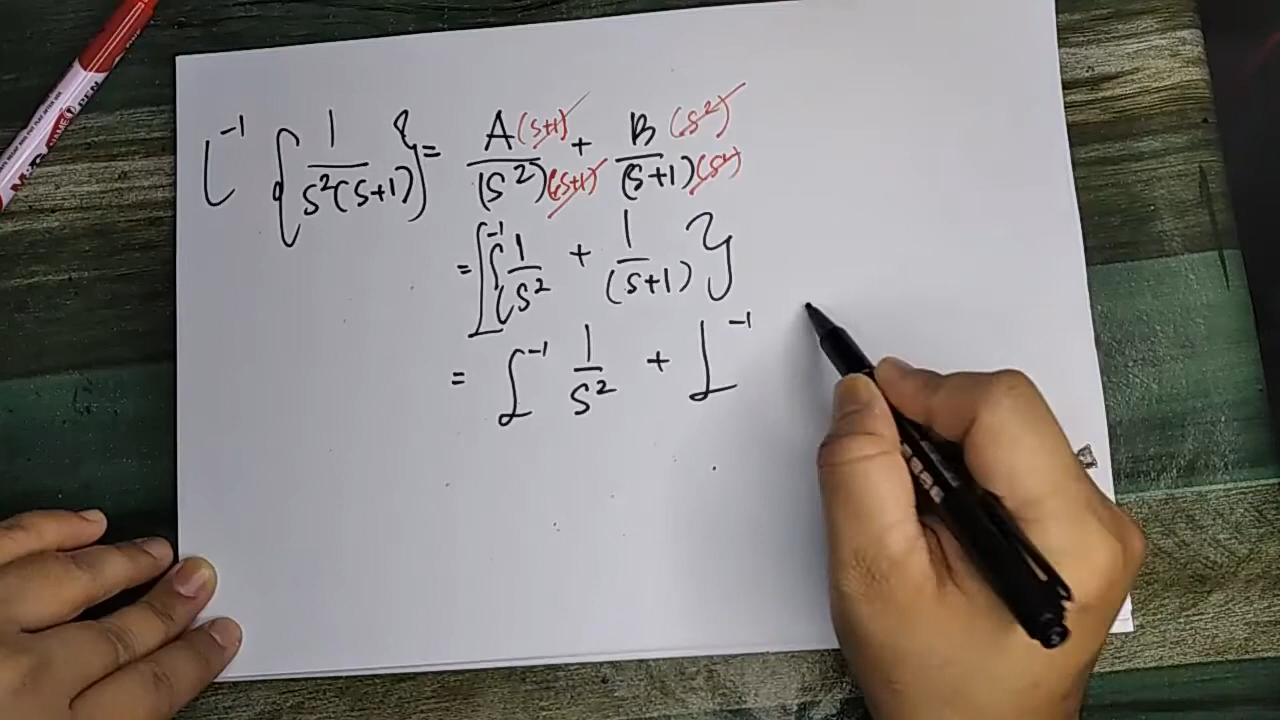 L⁻¹ { 1/(s²(s+1)) } = A(s+1)/((s²)(s+1)) + B(s²)/((s+1)(s²))
= L⁻¹ { 1/s² + 1/(s+1) }
= L⁻¹ 1/s² + L⁻¹